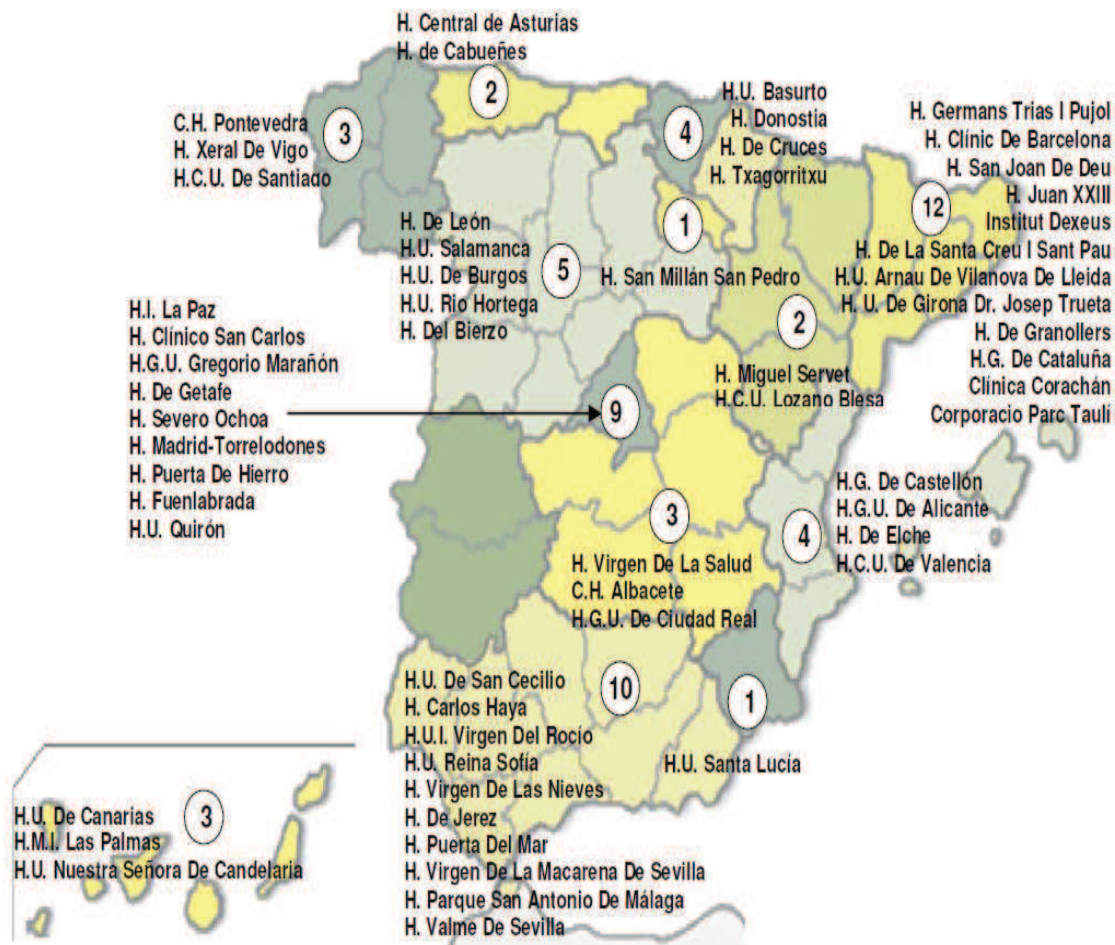 H. Central de Asturias
H. de Cabueñes
2
C.H. Pontevedra
H. Xeral De Vigo
H.C.U. De Santiago
3
H.U. Basurto
H. Donostia
H. De Cruces
H. Txagorritxu
4
H. Germans Trias I Pujol
H. Clínic De Barcelona
H. San Joan De Deu
H. Juan XXIII
Institut Dexeus
H. De La Santa Creu I Sant Pau
H.U. Arnau De Vilanova De Lleida
H. U. De Girona Dr. Josep Trueta
H. De Granollers
H.G. De Cataluña
Clínica Corachán
Corporacio Parc Tauli
12
1
H. San Millán San Pedro
H. De León
H.U. Salamanca
H.U. De Burgos
H.U. Rio Hortega
H. Del Bierzo
5
2
H. Miguel Servet
H.C.U. Lozano Blesa
H.I. La Paz
H. Clínico San Carlos
H.G.U. Gregorio Marañón
H. De Getafe
H. Severo Ochoa
H. Madrid-Torrelodones
H. Puerta De Hierro
H. Fuenlabrada
H.U. Quirón
9
3
H. Virgen De La Salud
C.H. Albacete
H.G.U. De Ciudad Real
4
H.G. De Castellón
H.G.U. De Alicante
H. De Elche
H.C.U. De Valencia
10
H.U. De San Cecilio
H. Carlos Haya
H.U.I. Virgen Del Rocío
H.U. Reina Sofía
H. Virgen De Las Nieves
H. De Jerez
H. Puerta Del Mar
H. Virgen De La Macarena De Sevilla
H. Parque San Antonio De Málaga
H. Valme De Sevilla
1
H.U. Santa Lucía
3
H.U. De Canarias
H.M.I. Las Palmas
H.U. Nuestra Señora De Candelaria